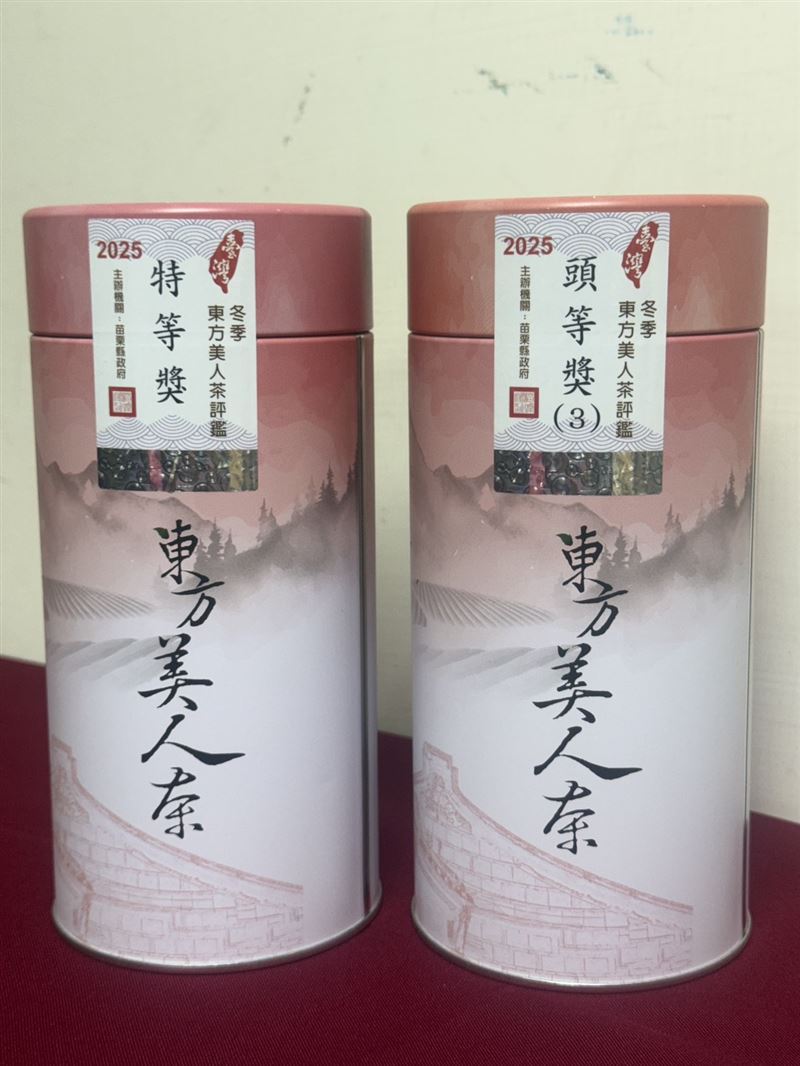 臺灣
冬季
東方美人茶評鑑
特等獎
2025
主辦機關：苗栗縣政府
東方美人茶
臺灣
冬季
東方美人茶評鑑
頭等獎(3)
2025
主辦機關：苗栗縣政府
東方美人茶